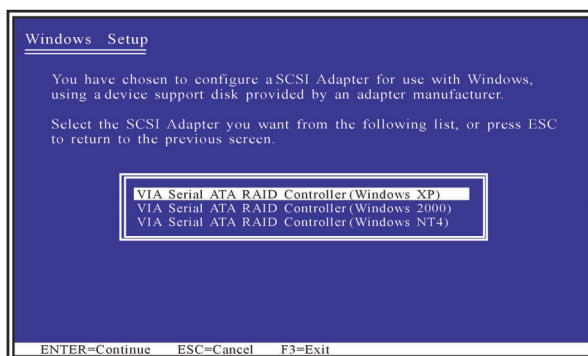 Windows Setup
You have chosen to configure a SCSI Adapter for use with Windows,
using a device support disk provided by an adapter manufacturer.
Select the SCSI Adapter you want from the following list, or press ESC
to return to the previous screen.
VIA Serial ATA RAID Controller(Windows XP)
VIA Serial ATA RAID Controller(Windows 2000)
VIA Serial ATA RAID Controller(Windows NT4)
ENTER=Continue ESC=Cancel F3=Exit